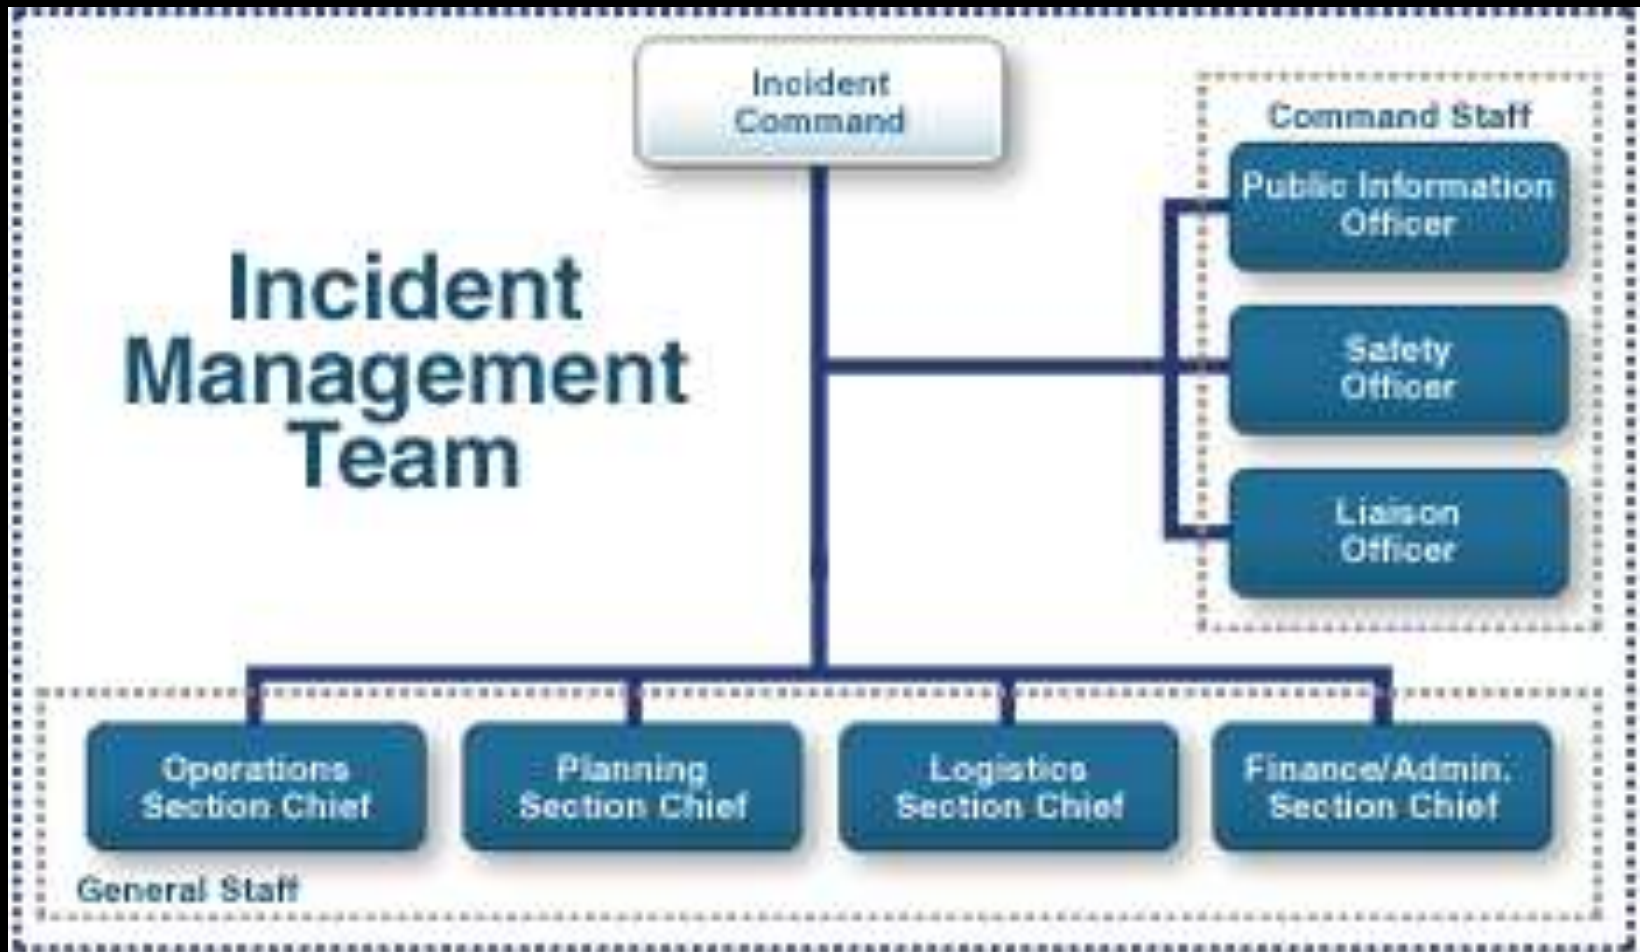 Incident
Command
Command Staff
Public Information
Officer
Safety
Officer
Liaison
Officer
Incident
Management
Team
Operations
Section Chief
Planning
Section Chief
Logistics
Section Chief
Finance/Admin.
Section Chief
General Staff